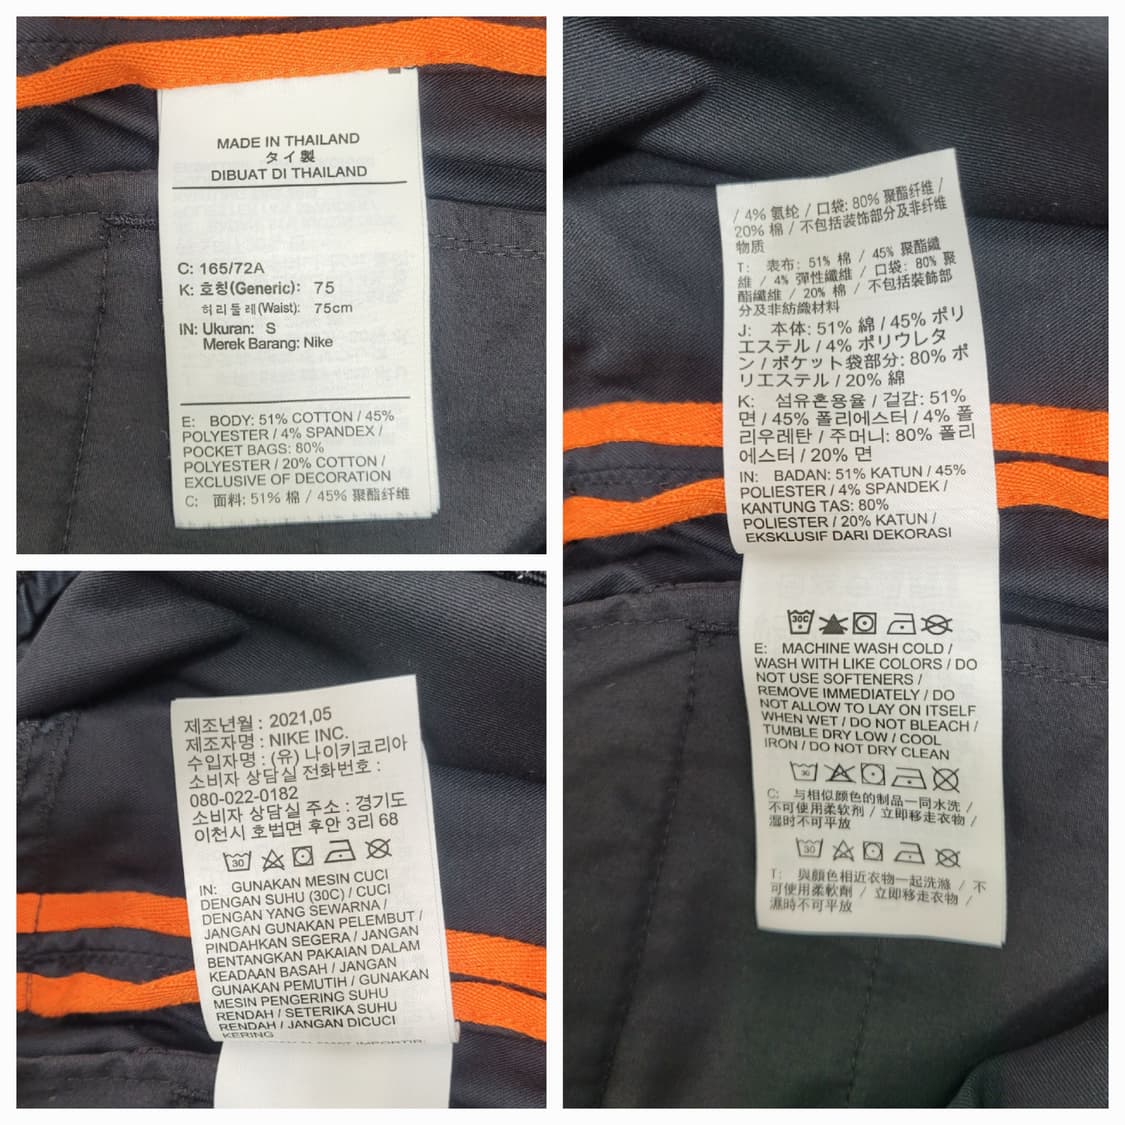 MADE IN THAILAND
タイ製
DIBUAT DI THAILAND
C: 165/72A
K: 호칭(Generic): 75
허리둘레(Waist): 75cm
IN: Ukuran: S
Merek Barang: Nike
E: BODY: 51% COTTON / 45%
POLYESTER / 4% SPANDEX /
POCKET BAGS: 80%
POLYESTER / 20% COTTON /
EXCLUSIVE OF DECORATION
C: 面料: 51% 棉 / 45% 聚酯纤维
/ 4% 氨纶 / 口袋: 80% 聚酯纤维 /
20% 棉 / 不包括装饰部分及非纤维
物质
T: 表布: 51% 棉 / 45% 聚酯纖
維 / 4% 彈性纖維 / 口袋: 80% 聚
酯纖維 / 20% 棉 / 不包括裝飾部
分及非紡織材料
J: 本体: 51% 綿 / 45% ポリ
エステル / 4% ポリウレタ
ン / ポケット袋部分: 80% ポ
リエステル / 20% 綿
K: 섬유혼용율 / 겉감: 51%
면 / 45% 폴리에스터 / 4% 폴
리우레탄 / 주머니: 80% 폴리
에스터 / 20% 면
IN: BADAN: 51% KATUN / 45%
POLIESTER / 4% SPANDEK /
KANTUNG TAS: 80%
POLIESTER / 20% KATUN /
EKSKLUSIF DARI DEKORASI
30C
E: MACHINE WASH COLD /
WASH WITH LIKE COLORS / DO
NOT USE SOFTENERS /
REMOVE IMMEDIATELY / DO
NOT ALLOW TO LAY ON ITSELF
WHEN WET / DO NOT BLEACH /
TUMBLE DRY LOW / COOL
IRON / DO NOT DRY CLEAN
30
C: 与相似颜色的制品一同水洗 /
不可使用柔软剂 / 立即移走衣物 /
湿时不可平放
30
T: 與顏色相近衣物一起洗滌 / 不
可使用柔軟劑 / 立即移走衣物 /
濕時不可平放
제조년월 : 2021,05
제조자명 : NIKE INC.
수입자명 : (유) 나이키코리아
소비자 상담실 전화번호 :
080-022-0182
소비자 상담실 주소 : 경기도
이천시 호법면 후안 3리 68
30
IN: GUNAKAN MESIN CUCI
DENGAN SUHU (30C) / CUCI
DENGAN YANG SEWARNA /
JANGAN GUNAKAN PELEMBUT /
PINDAHKAN SEGERA / JANGAN
BENTANGKAN PAKAIAN DALAM
KEADAAN BASAH / JANGAN
GUNAKAN PEMUTIH / GUNAKAN
MESIN PENGERING SUHU
RENDAH / SETERIKA SUHU
RENDAH / JANGAN DICUCI
KERING